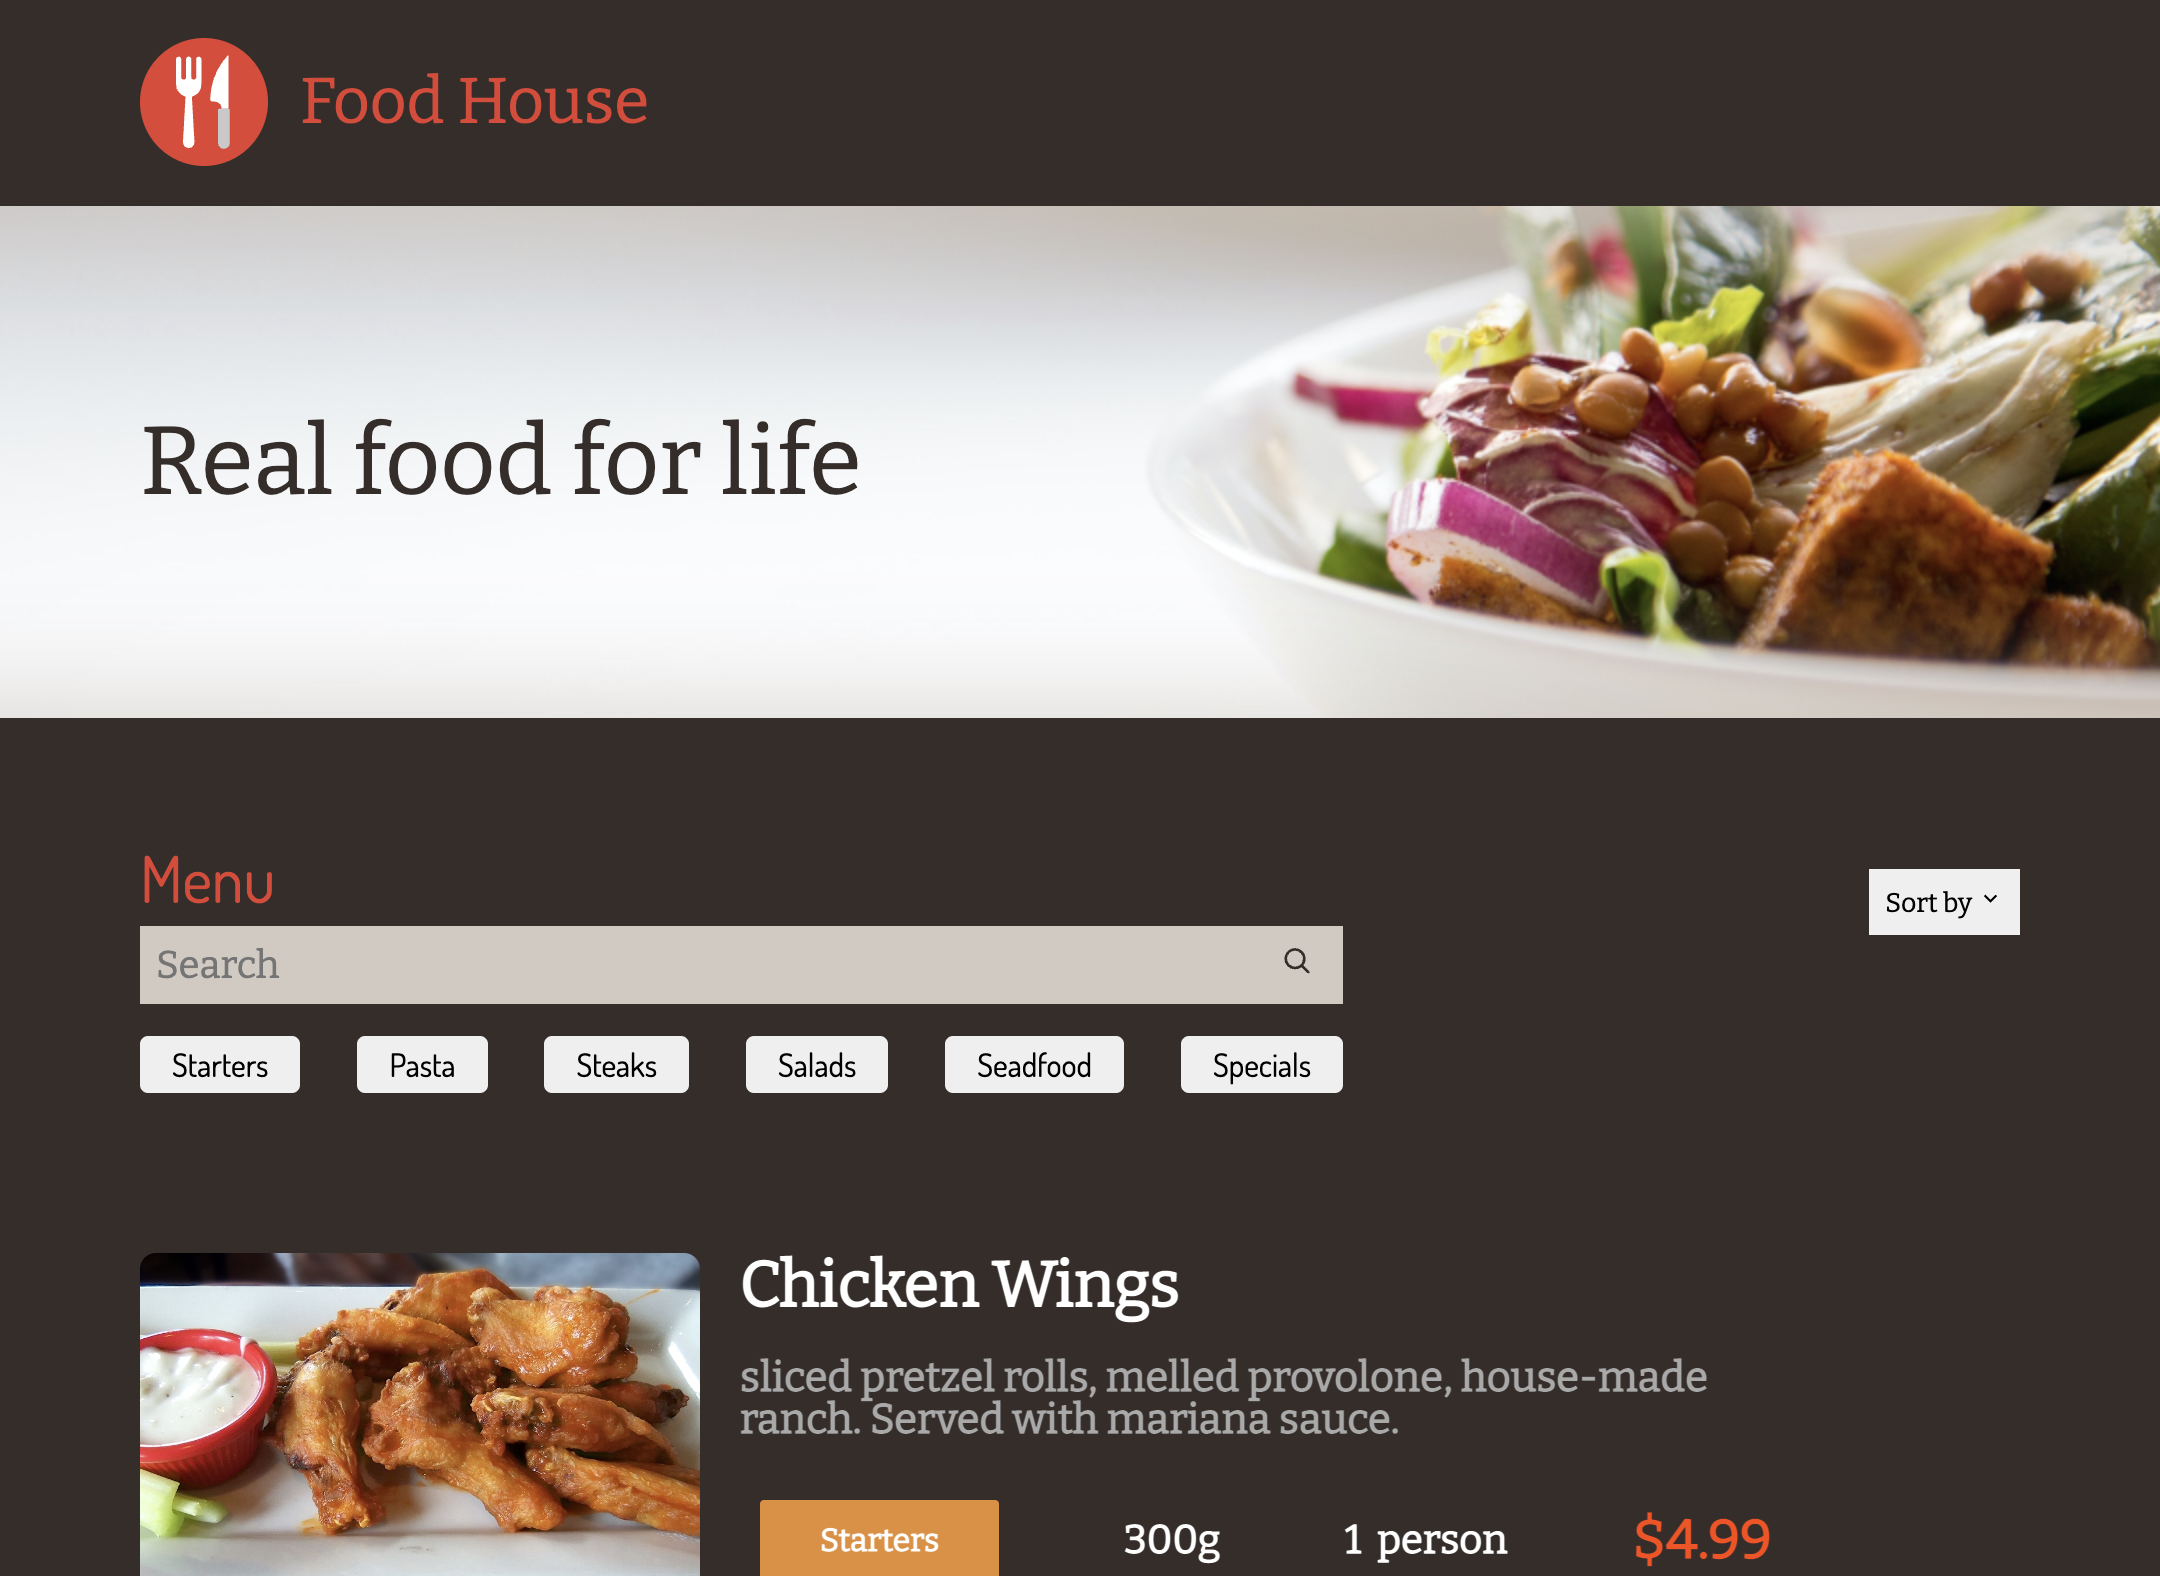 Food House
Real food for life
Menu
Sort by
Search
Starters
Pasta
Steaks
Salads
Seadfood
Specials
Chicken Wings
sliced pretzel rolls, melled provolone, house-made
ranch. Served with mariana sauce.
Starters
300g
1 person
$4.99